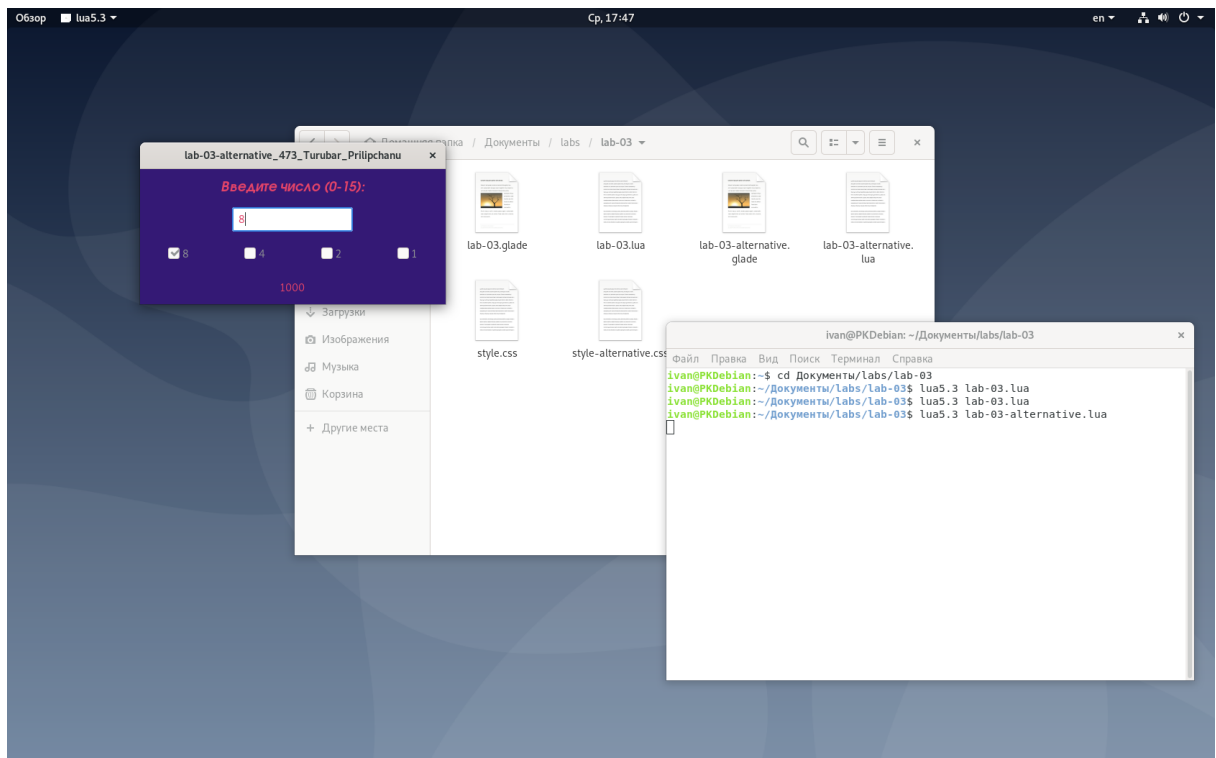 Обзор lua5.3
Ср, 17:47
en
lab-03-alternative_473_Turubar_Prilipchanu
Введите число (0-15):
8
8 4 2 1
1000
Домашняя папка / Документы / labs / lab-03
lab-03.glade
lab-03.lua
lab-03-alternative.
glade
lab-03-alternative.
lua
style.css
style-alternative.css
Загрузки
Изображения
Музыка
Корзина
+ Другие места
ivan@PKDebian: ~/Документы/labs/lab-03
Файл Правка Вид Поиск Терминал Справка
ivan@PKDebian:~$ cd Документы/labs/lab-03
ivan@PKDebian:~/Документы/labs/lab-03$ lua5.3 lab-03.lua
ivan@PKDebian:~/Документы/labs/lab-03$ lua5.3 lab-03.lua
ivan@PKDebian:~/Документы/labs/lab-03$ lua5.3 lab-03-alternative.lua